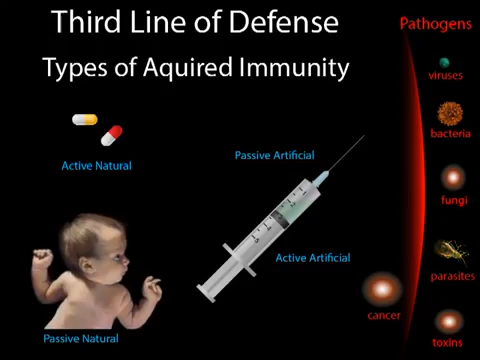 Third Line of Defense
Types of Aquired Immunity
Pathogens
viruses
bacteria
fungi
parasites
cancer
toxins
Active Natural
Passive Artificial
Active Artificial
Passive Natural